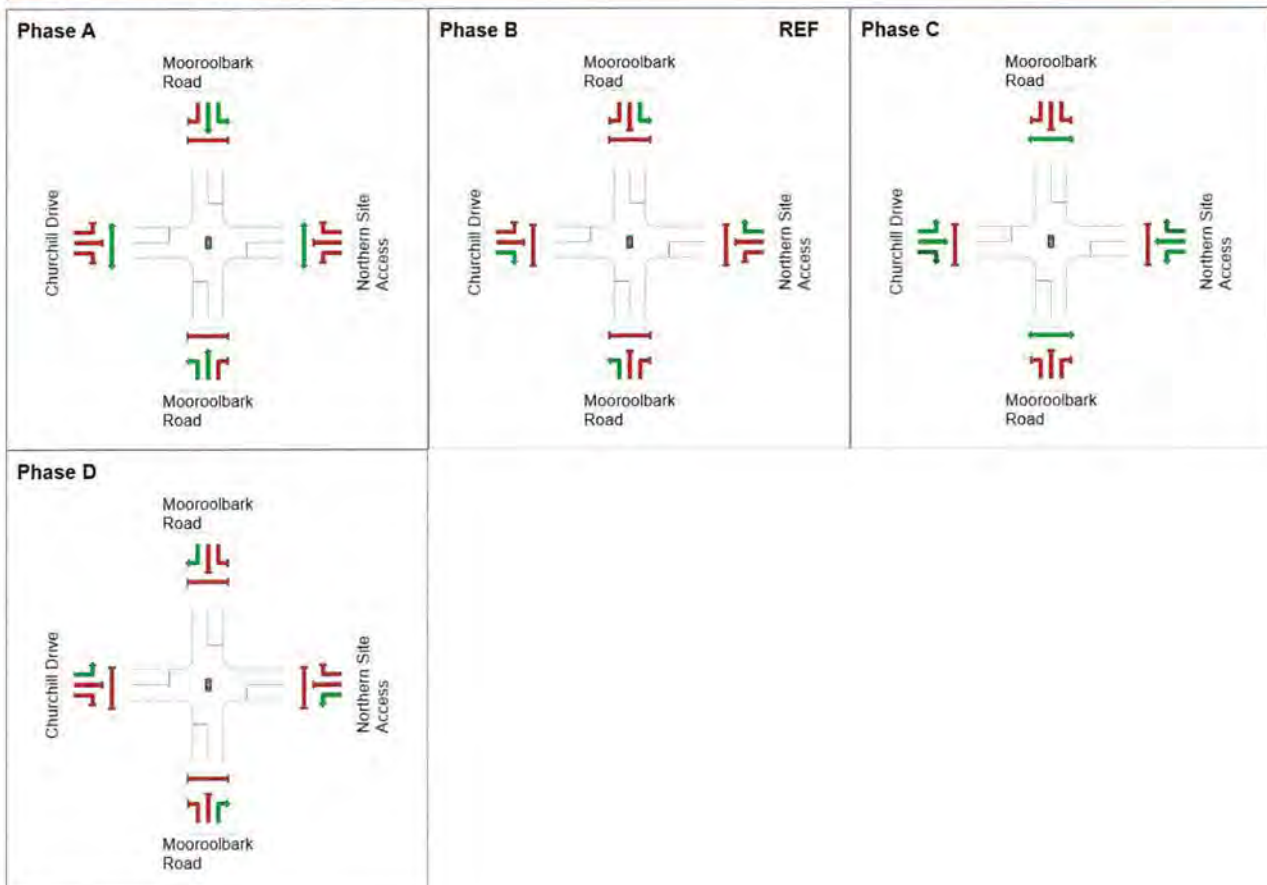 Phase A
Mooroolbark
Road
Churchill Drive
Northern Site
Access
Mooroolbark
Road
Phase B
REF
Mooroolbark
Road
Churchill Drive
Northern Site
Access
Mooroolbark
Road
Phase C
Mooroolbark
Road
Churchill Drive
Northern Site
Access
Mooroolbark
Road
Phase D
Mooroolbark
Road
Churchill Drive
Northern Site
Access
Mooroolbark
Road